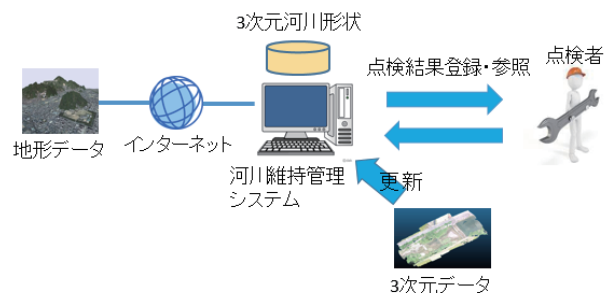 3次元河川形状
点検結果登録・参照
点検者
地形データ
インターネット
河川維持管理
システム
更新
3次元データ